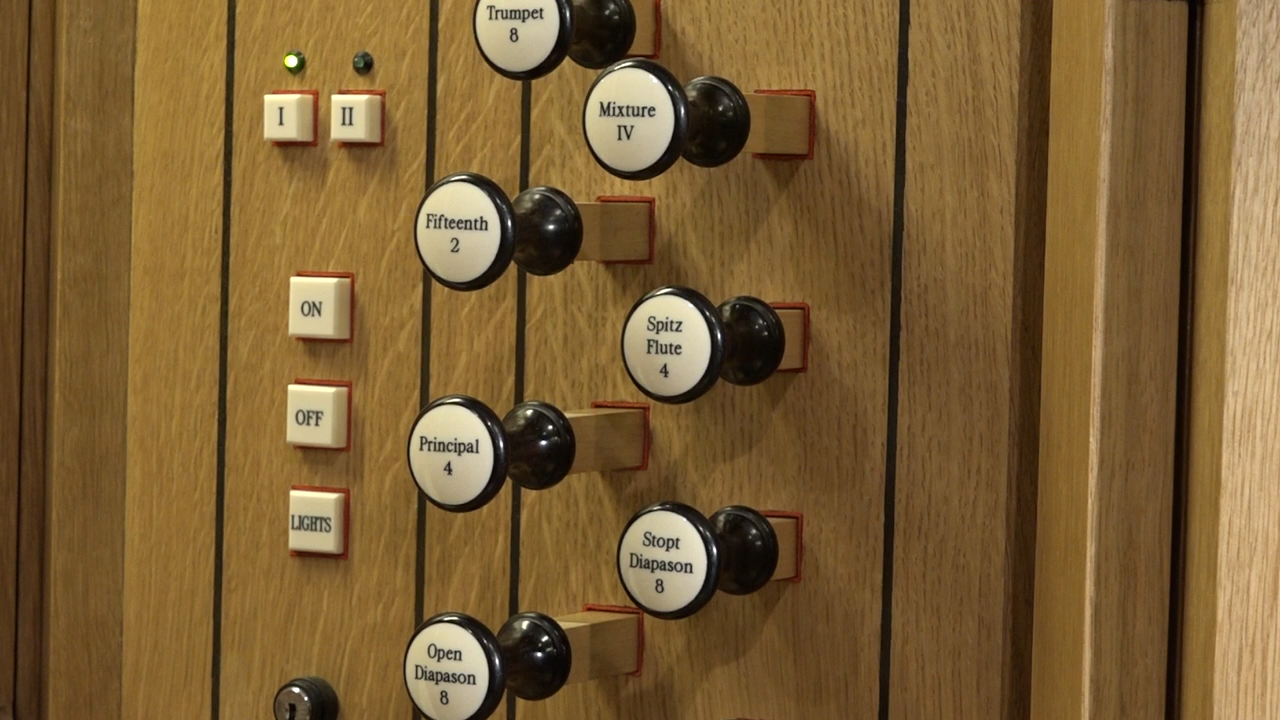 Trumpet
8
I
II
Mixture
IV
Fifteenth
2
ON
Spitz
Flute
4
OFF
Principal
4
LIGHTS
Stopt
Diapason
8
Open
Diapason
8